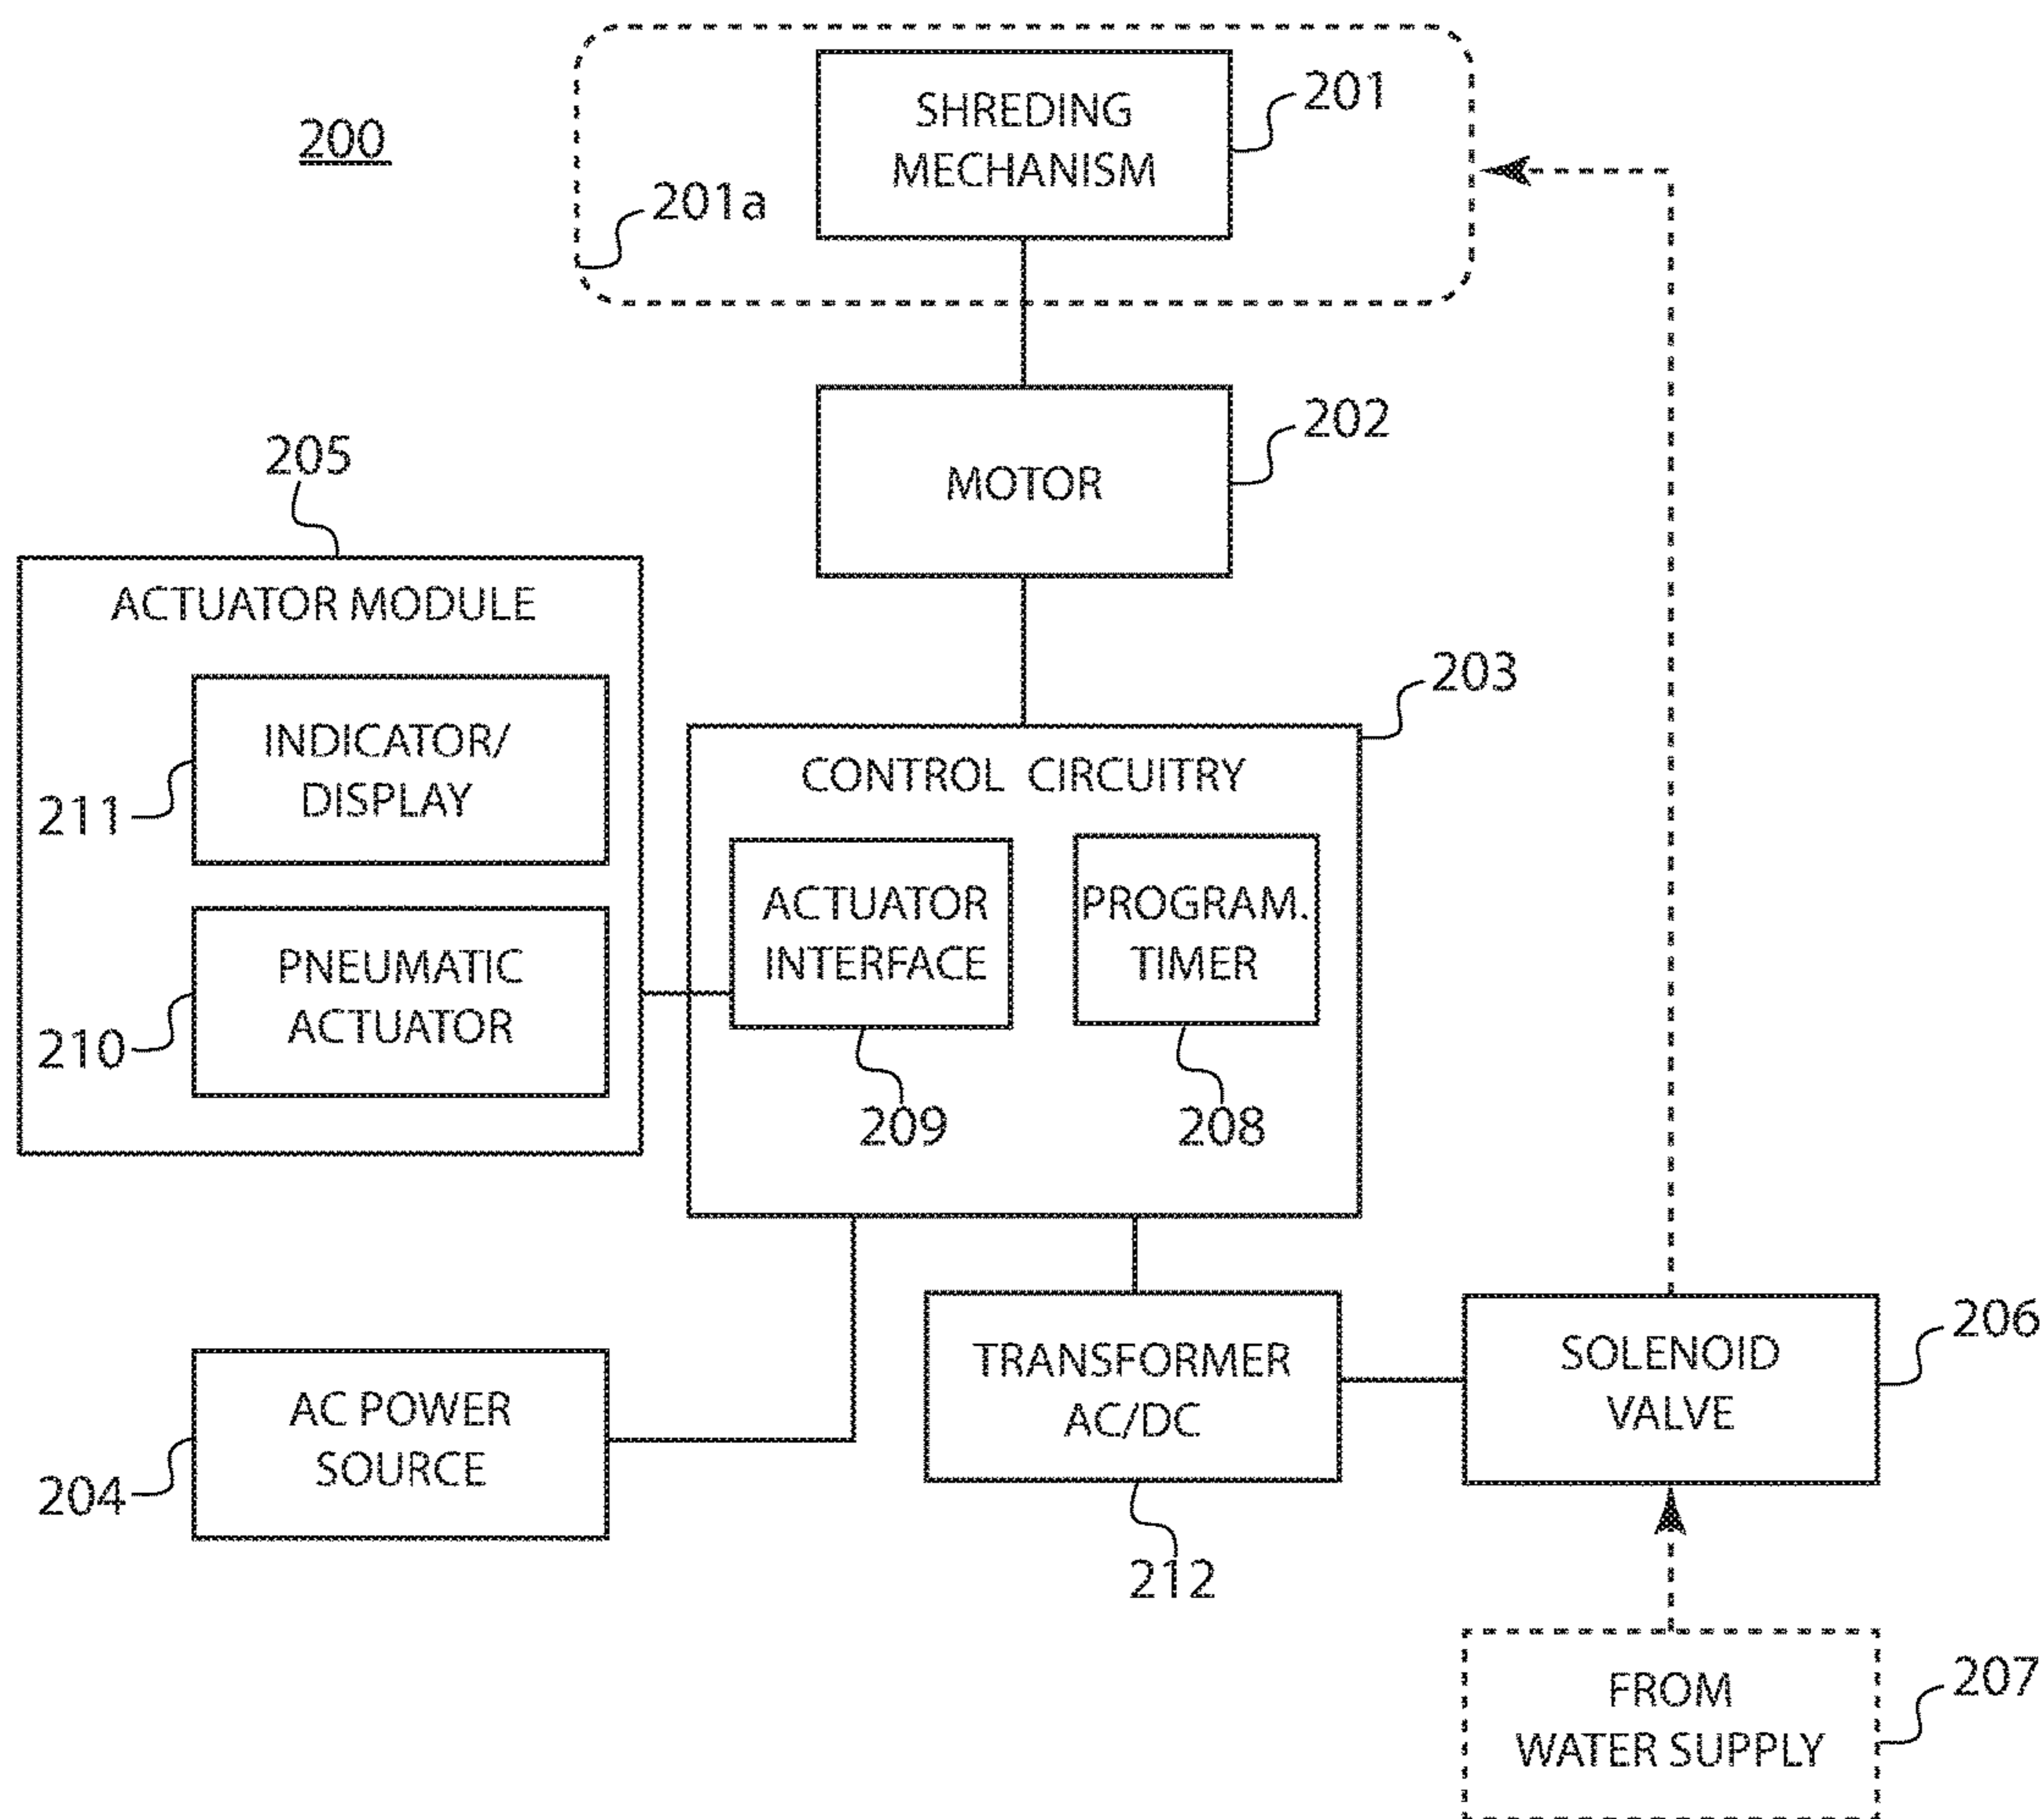 200
SHREDING
MECHANISM
201
201a
MOTOR
202
205
ACTUATOR MODULE
INDICATOR/
DISPLAY
211
PNEUMATIC
ACTUATOR
210
203
CONTROL CIRCUITRY
ACTUATOR
INTERFACE
209
PROGRAM.
TIMER
208
AC POWER
SOURCE
204
TRANSFORMER
AC/DC
212
SOLENOID
VALVE
206
FROM
WATER SUPPLY
207